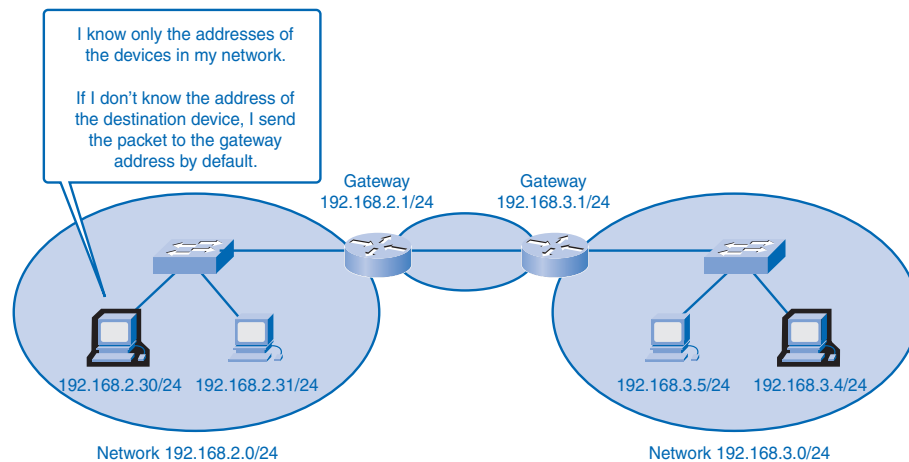 I know only the addresses of
the devices in my network.
If I don't know the address of
the destination device, I send
the packet to the gateway
address by default.
Gateway
192.168.2.1/24
Gateway
192.168.3.1/24
192.168.2.30/24
192.168.2.31/24
192.168.3.5/24
192.168.3.4/24
Network 192.168.2.0/24
Network 192.168.3.0/24